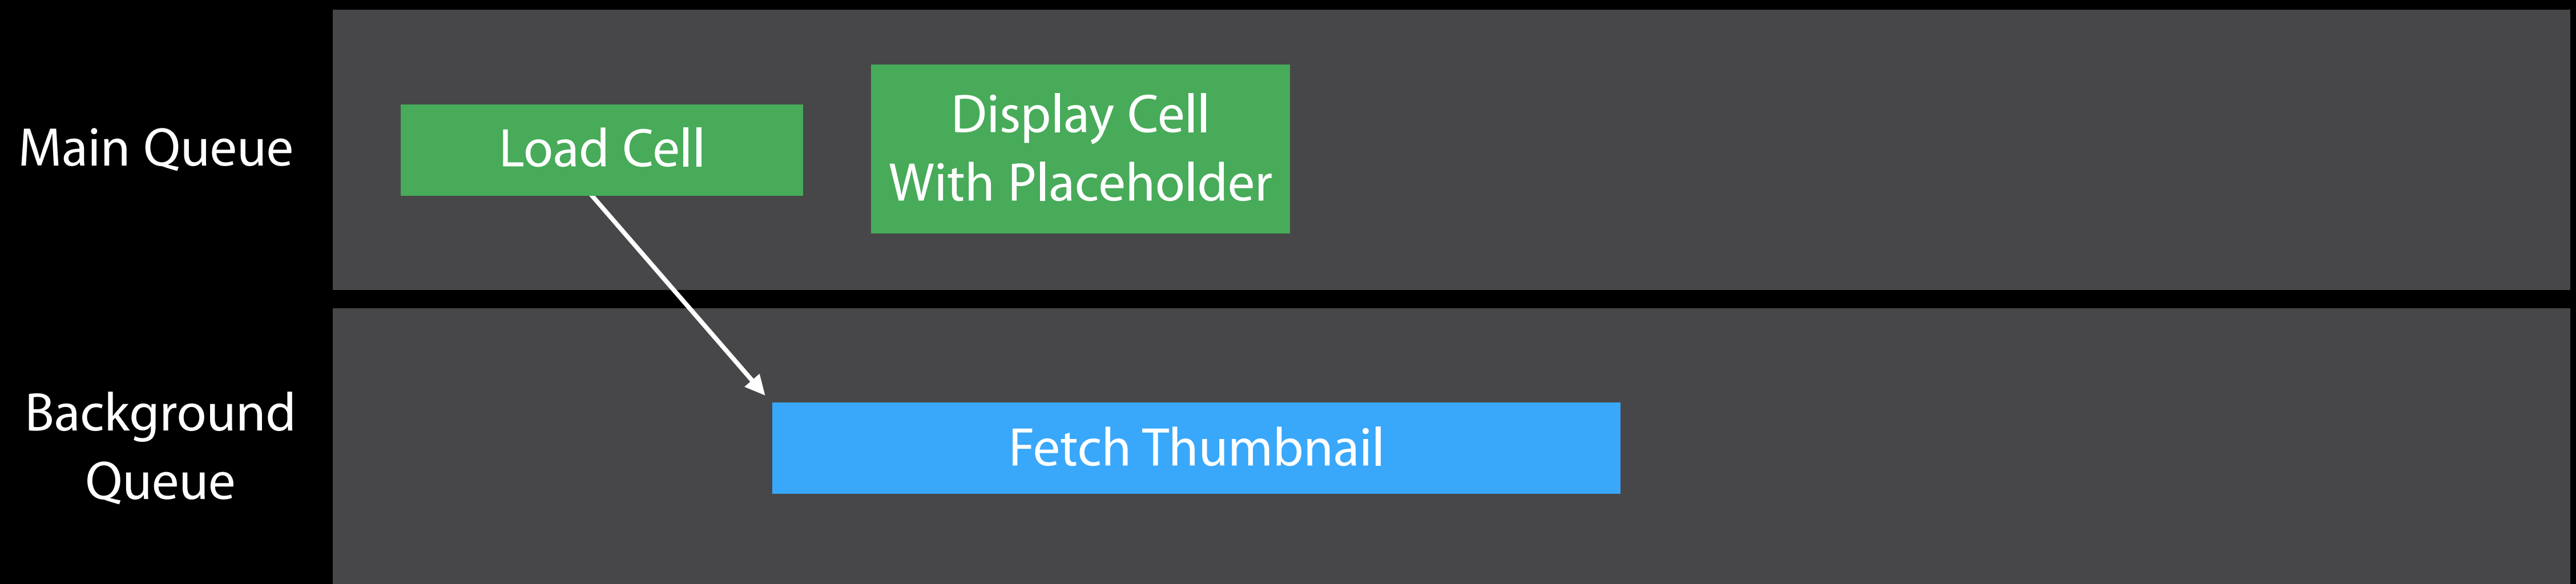 Main Queue
Load Cell
Display Cell
With Placeholder
Background
Queue
Fetch Thumbnail